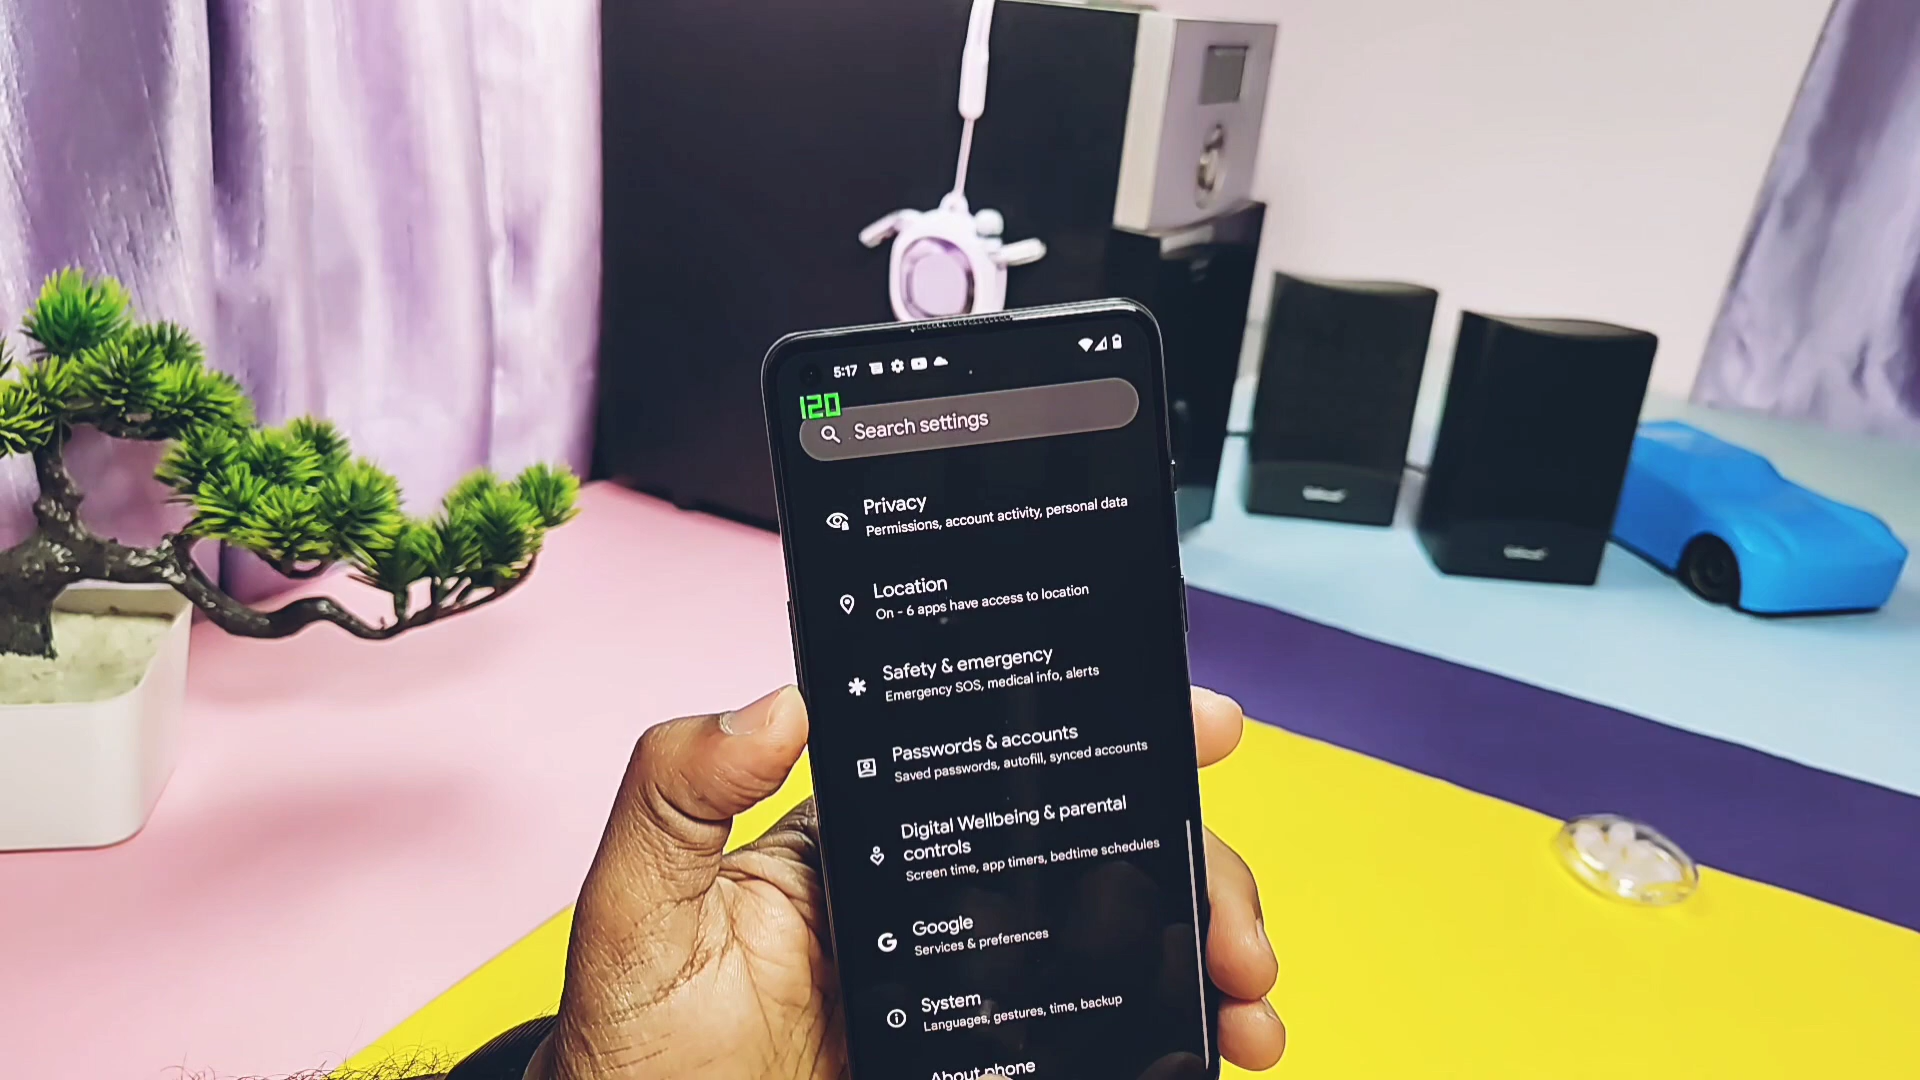 5:17
120
Search settings
Privacy
Permissions, account activity, personal data
Location
On - 6 apps have access to location
Safety & emergency
Emergency SOS, medical info, alerts
Passwords & accounts
Saved passwords, autofill, synced accounts
Digital Wellbeing & parental
controls
Screen time, app timers, bedtime schedules
Google
Services & preferences
System
Languages, gestures, time, backup
About phone